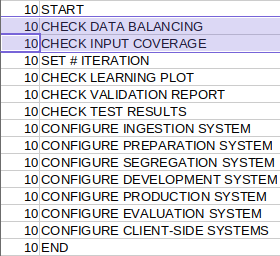 10 START
10 CHECK DATA BALANCING
10 CHECK INPUT COVERAGE
10 SET # ITERATION
10 CHECK LEARNING PLOT
10 CHECK VALIDATION REPORT
10 CHECK TEST RESULTS
10 CONFIGURE INGESTION SYSTEM
10 CONFIGURE PREPARATION SYSTEM
10 CONFIGURE SEGREGATION SYSTEM
10 CONFIGURE DEVELOPMENT SYSTEM
10 CONFIGURE PRODUCTION SYSTEM
10 CONFIGURE EVALUATION SYSTEM
10 CONFIGURE CLIENT-SIDE SYSTEMS
10 END